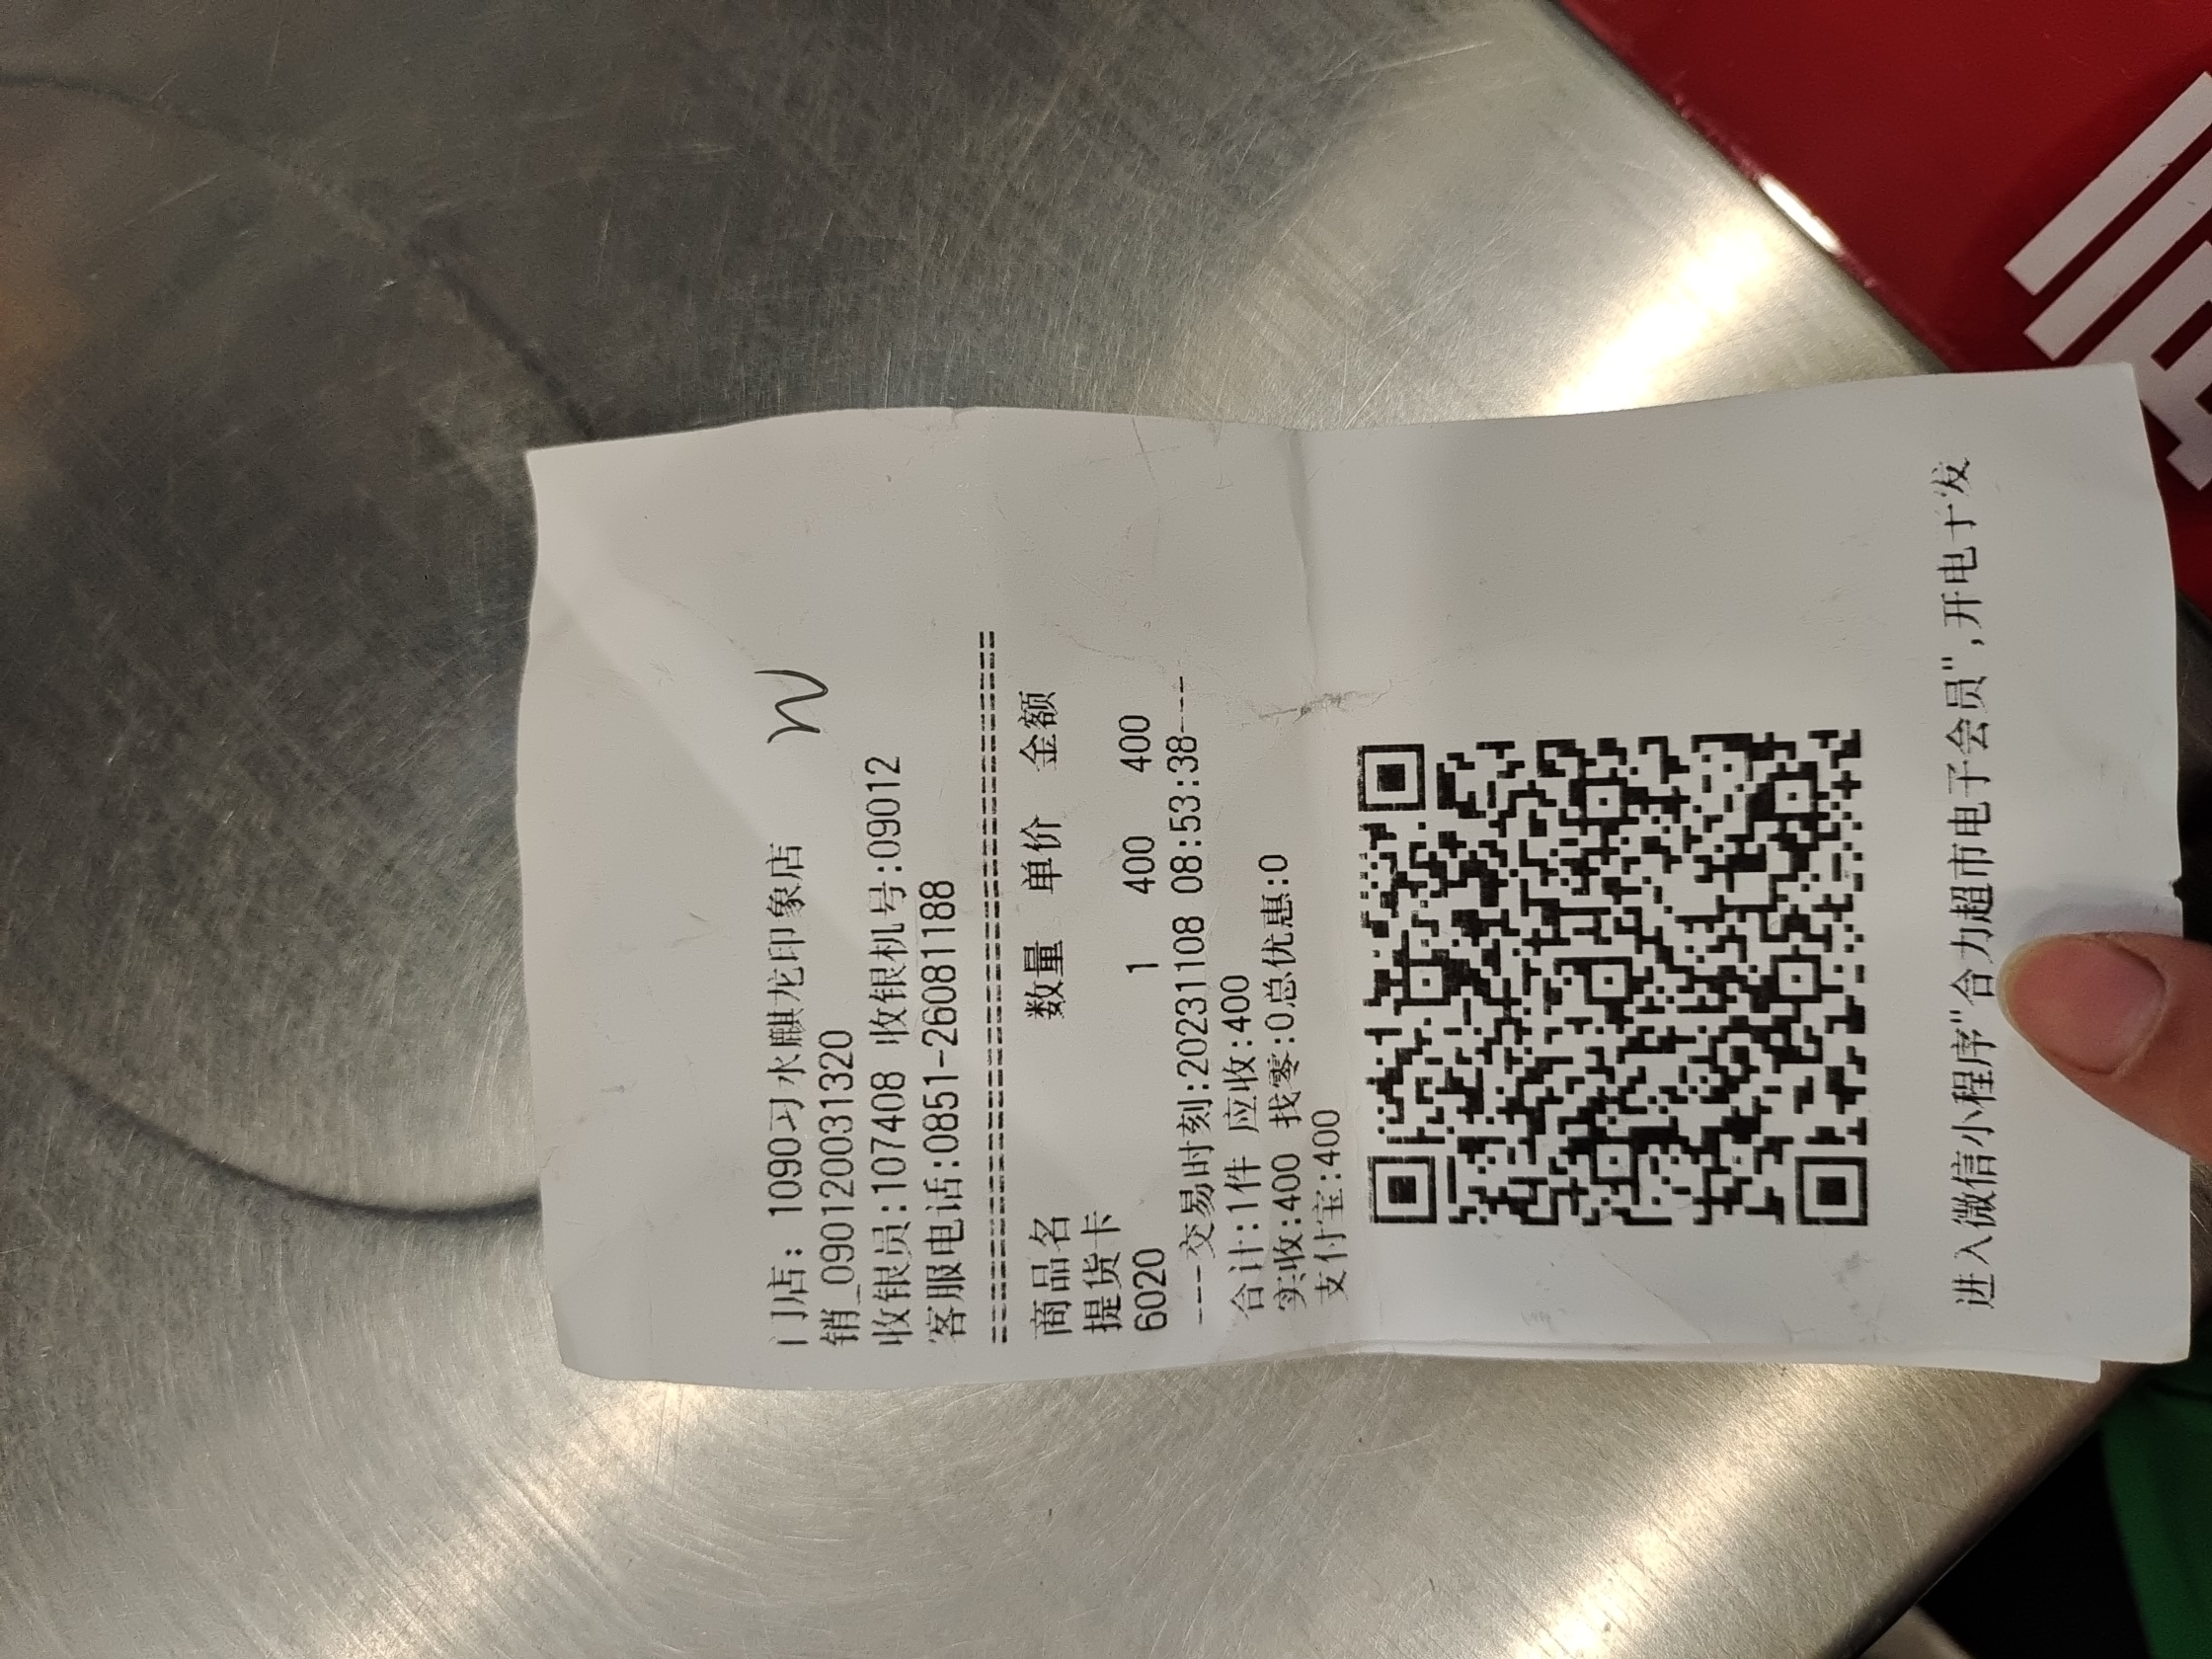 门店: 1090习水麒龙印象店
销_090120031320
收银员:107408 收银机号:09012
客服电话:0851-26081188
==========================================
商品名 数量 单价 金额
提货卡
6020 1 400 400
---交易时刻:20231108 08:53:38---
合计:1件 应收:400
实收:400 找零:0总优惠:0
支付宝:400
进入微信小程序"合力超市电子会员",开电子发